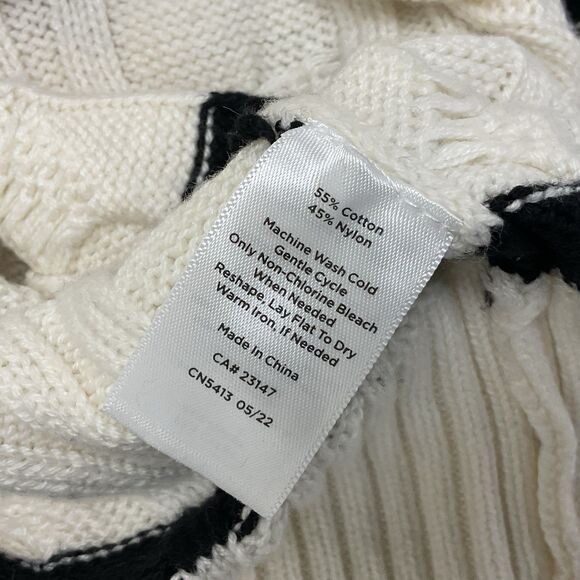 55% Cotton
45% Nylon
Machine Wash Cold
Gentle Cycle
Only Non-Chlorine Bleach
When Needed
Reshape, Lay Flat To Dry
Warm Iron, If Needed
Made In China
CA# 23147
CN5413 05/22